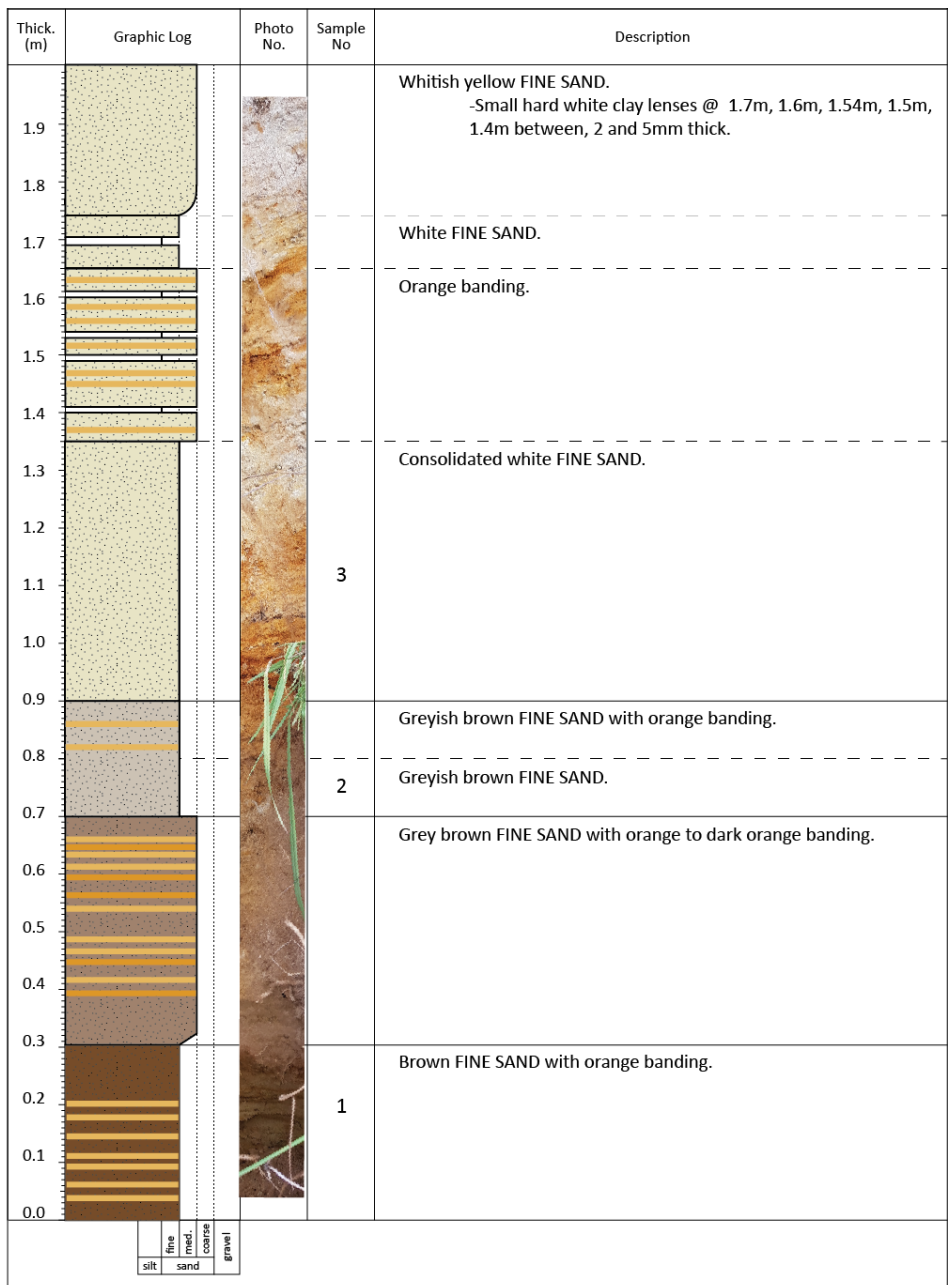 Thick.
(m)
Graphic Log
Photo
No.
Sample
No
Description
Whitish yellow FINE SAND.
-Small hard white clay lenses @ 1.7m, 1.6m, 1.54m, 1.5m,
1.4m between, 2 and 5mm thick.
1.9
1.8
White FINE SAND.
1.7
Orange banding.
1.6
1.5
1.4
Consolidated white FINE SAND.
1.3
1.2
1.1
3
1.0
0.9
Greyish brown FINE SAND with orange banding.
0.8
Greyish brown FINE SAND.
2
0.7
Grey brown FINE SAND with orange to dark orange banding.
0.6
0.5
0.4
0.3
Brown FINE SAND with orange banding.
0.2
1
0.1
0.0
fine
med.
coarse
gravel
silt
sand